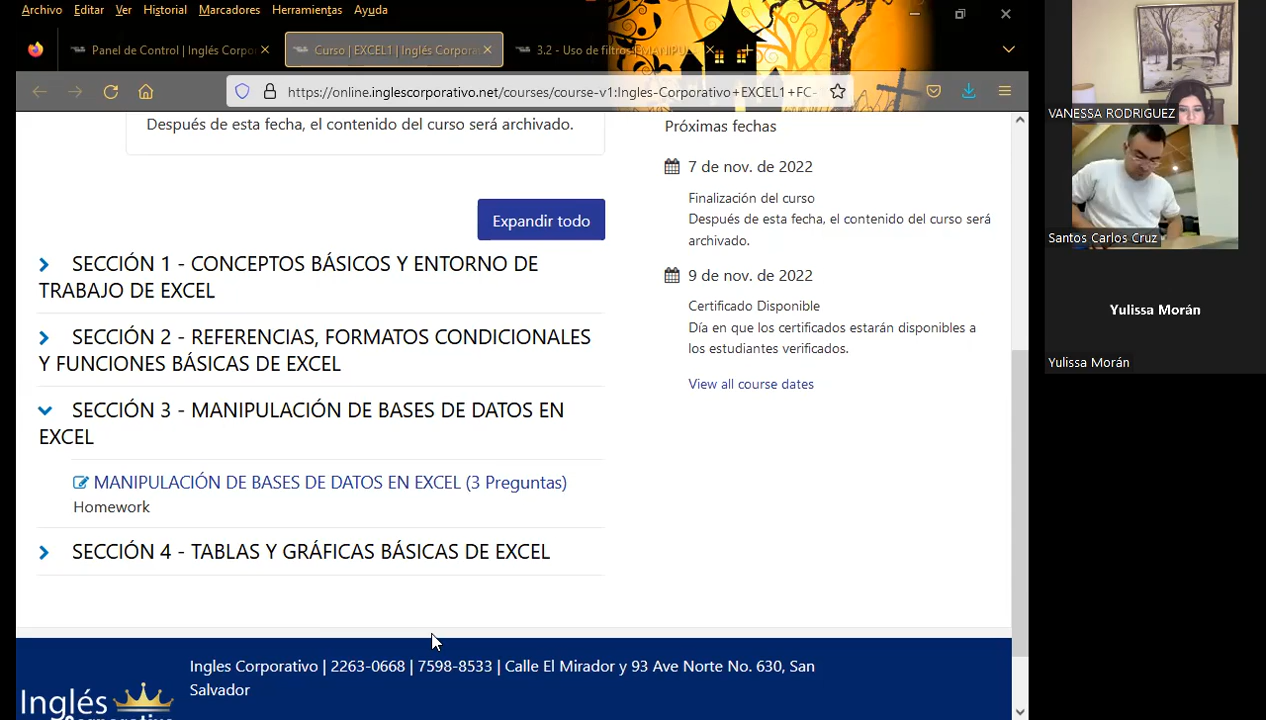 Archivo Editar Ver Historial Marcadores Herramientas Ayuda
Panel de Control | Inglés Corpo
Curso | EXCEL1 | Inglés Corpora
3.2 - Uso de filtros
https://online.inglescorporativo.net/courses/course-v1:Ingles-Corporativo+EXCEL1+FC-
Después de esta fecha, el contenido del curso será archivado.
Expandir todo
SECCIÓN 1 - CONCEPTOS BÁSICOS Y ENTORNO DE
TRABAJO DE EXCEL
SECCIÓN 2 - REFERENCIAS, FORMATOS CONDICIONALES
Y FUNCIONES BÁSICAS DE EXCEL
SECCIÓN 3 - MANIPULACIÓN DE BASES DE DATOS EN
EXCEL
MANIPULACIÓN DE BASES DE DATOS EN EXCEL (3 Preguntas)
Homework
SECCIÓN 4 - TABLAS Y GRÁFICAS BÁSICAS DE EXCEL
Próximas fechas
7 de nov. de 2022
Finalización del curso
Después de esta fecha, el contenido del curso será
archivado.
9 de nov. de 2022
Certificado Disponible
Día en que los certificados estarán disponibles a
los estudiantes verificados.
View all course dates
Ingles Corporativo | 2263-0668 | 7598-8533 | Calle El Mirador y 93 Ave Norte No. 630, San
Salvador
Inglés
VANESSA RODRIGUEZ
Santos Carlos Cruz
Yulissa Morán
Yulissa Morán